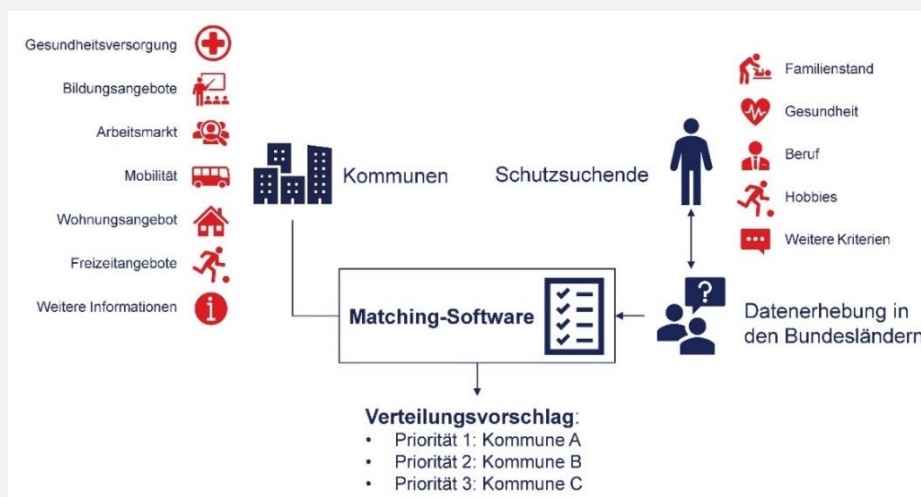 Gesundheitsversorgung
Bildungsangebote
Arbeitsmarkt
Mobilität
Wohnungsangebot
Freizeitangebote
Weitere Informationen
Kommunen
Schutzsuchende
Familienstand
Gesundheit
Beruf
Hobbies
Weitere Kriterien
Datenerhebung in
den Bundesländern
Matching-Software
Verteilungsvorschlag:
• Priorität 1: Kommune A
• Priorität 2: Kommune B
• Priorität 3: Kommune C